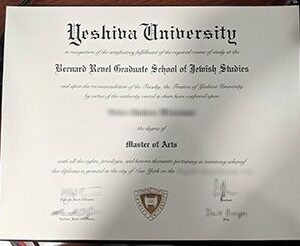 Yeshiva University
in recognition of the satisfactory fulfillment of the required course of study at the
Bernard Revel Graduate School of Jewish Studies
and upon the recommendation of the Faculty, the Trustees of Yeshiva University
by virtue of the authority vested in them have conferred upon
the degree of
Master of Arts
with all the rights, privileges, and honors thereunto pertaining in testimony whereof
this diploma is granted in the city of New York on the